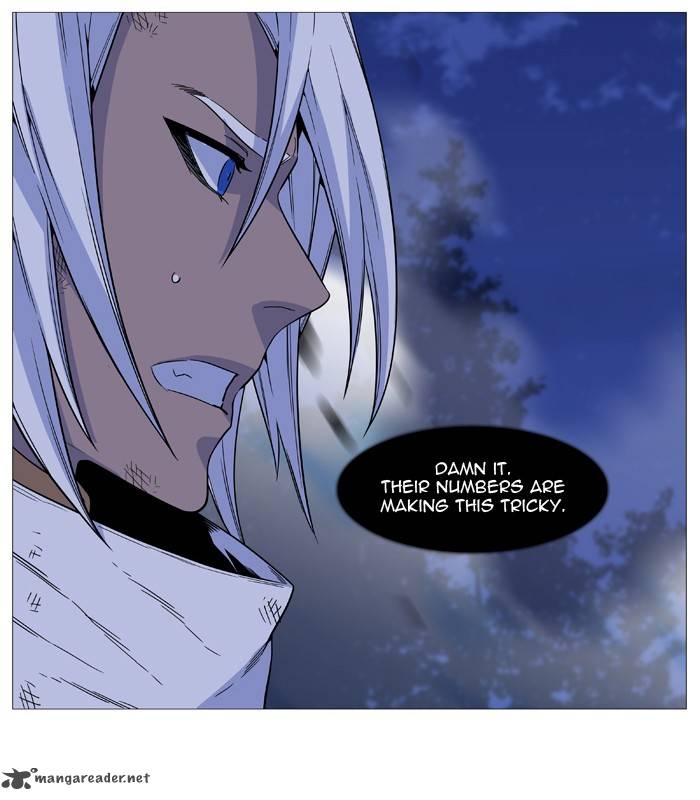 DAMN IT.
THEIR NUMBERS ARE
MAKING THIS TRICKY.
mangareader.net